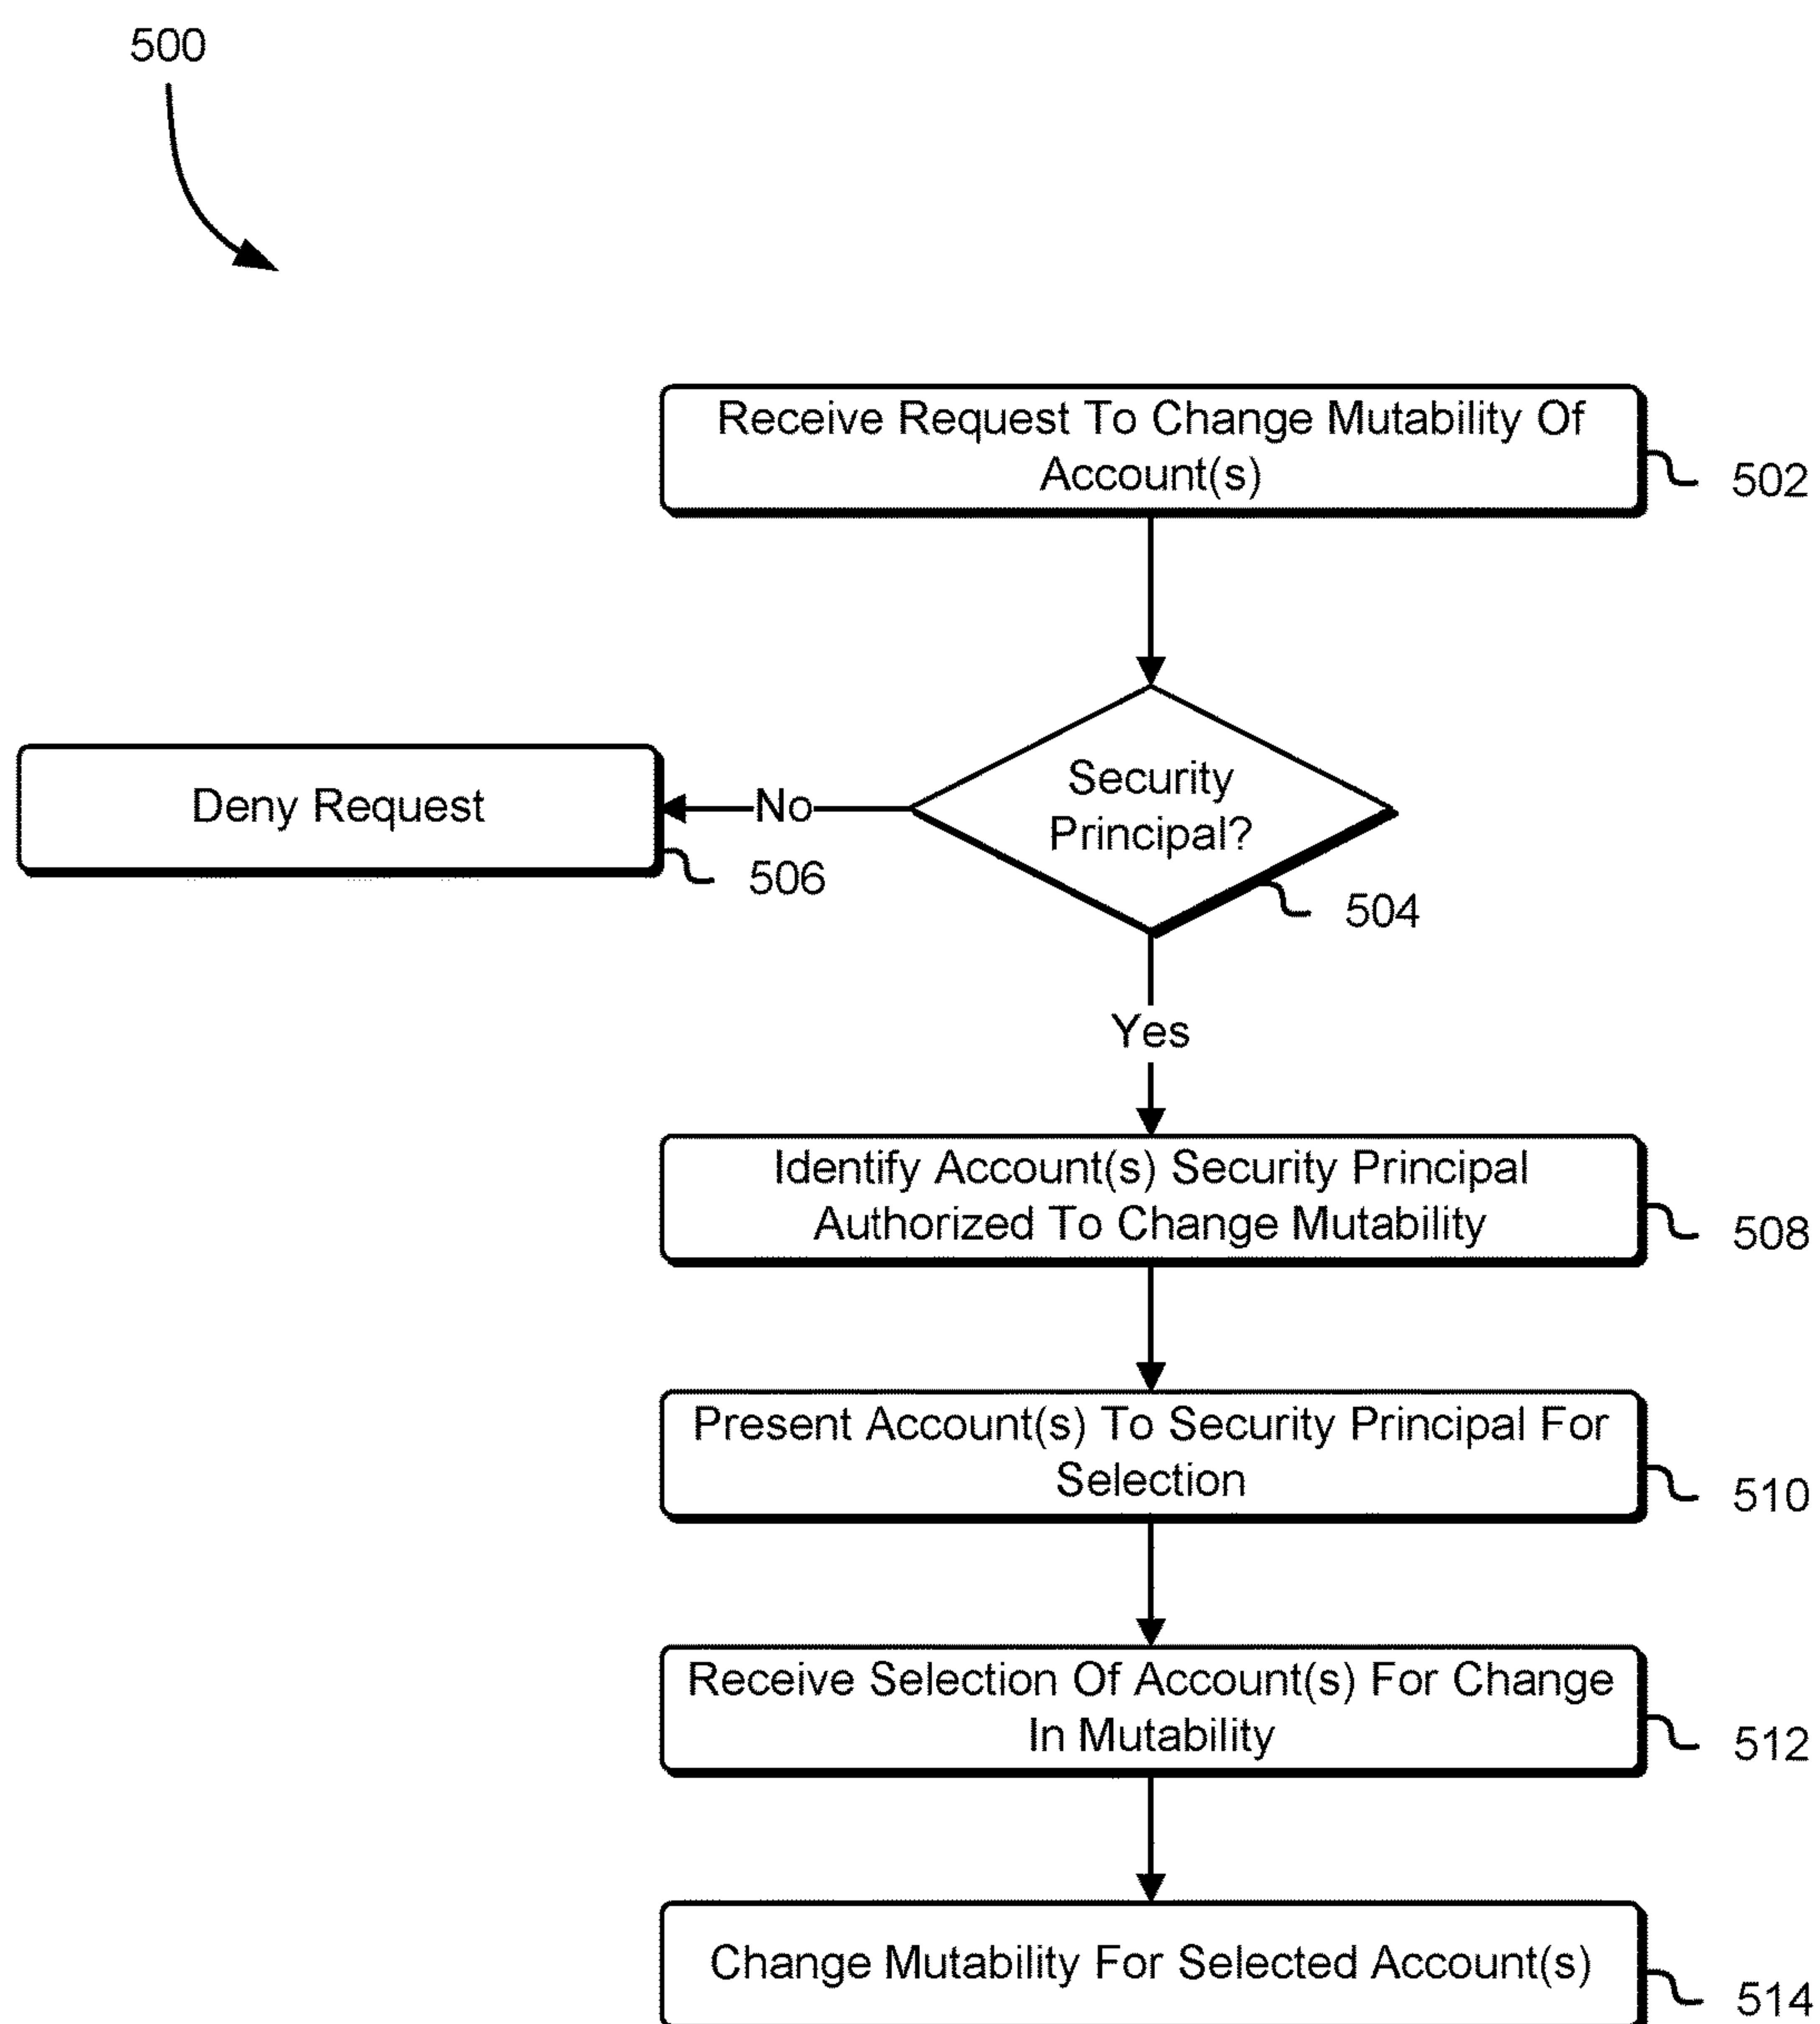 500
Receive Request To Change Mutability Of
Account(s)
502
Security
Principal?
504
No
Deny Request
506
Yes
Identify Account(s) Security Principal
Authorized To Change Mutability
508
Present Account(s) To Security Principal For
Selection
510
Receive Selection Of Account(s) For Change
In Mutability
512
Change Mutability For Selected Account(s)
514